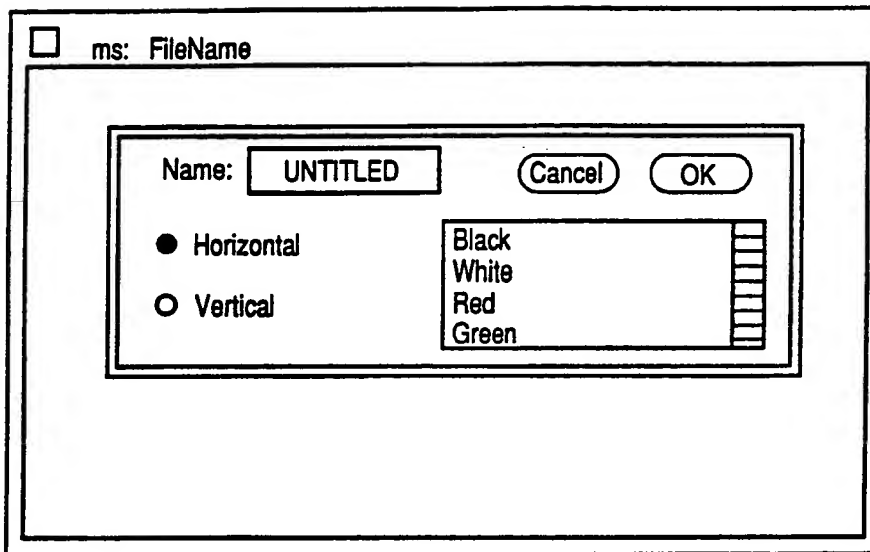 ms: FileName
Name: UNTITLED Cancel OK
Horizontal
Vertical
Black
White
Red
Green